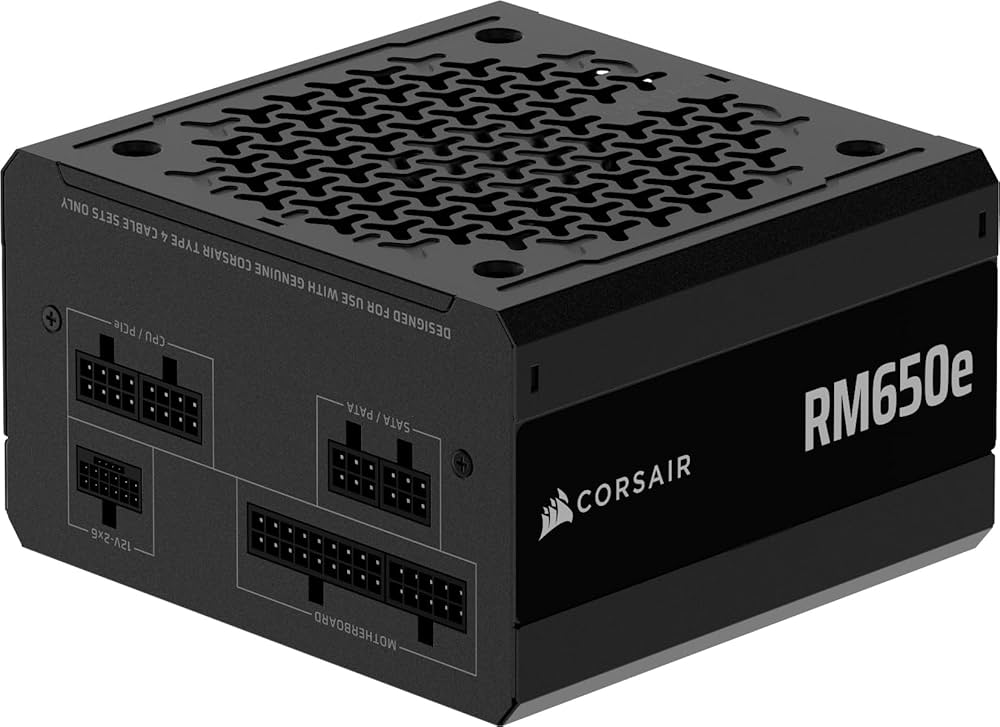 DESIGNED FOR USE WITH GENUINE CORSAIR TYPE 4 CABLE SETS ONLY
CPU / PCIe
SATA / PATA
12V-2x6
MOTHERBOARD
CORSAIR
RM650e